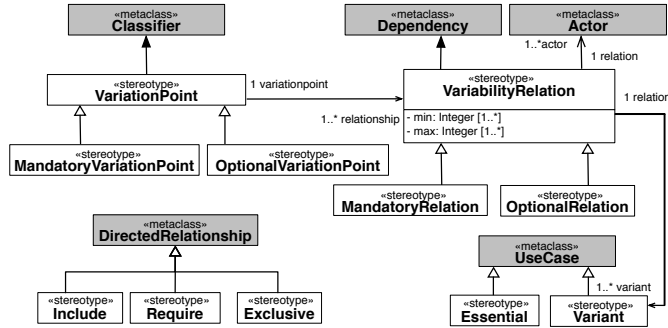 «metaclass»
Classifier
«metaclass»
Dependency
«metaclass»
Actor
1..*actor
1 relation
«stereotype»
VariationPoint
1 variationpoint
1..* relationship
«stereotype»
VariabilityRelation
- min: Integer [1..*]
- max: Integer [1..*]
1 relation
«stereotype»
MandatoryVariationPoint
«stereotype»
OptionalVariationPoint
«stereotype»
MandatoryRelation
«stereotype»
OptionalRelation
«metaclass»
DirectedRelationship
«metaclass»
UseCase
1..* variant
«stereotype»
Include
«stereotype»
Require
«stereotype»
Exclusive
«stereotype»
Essential
«stereotype»
Variant